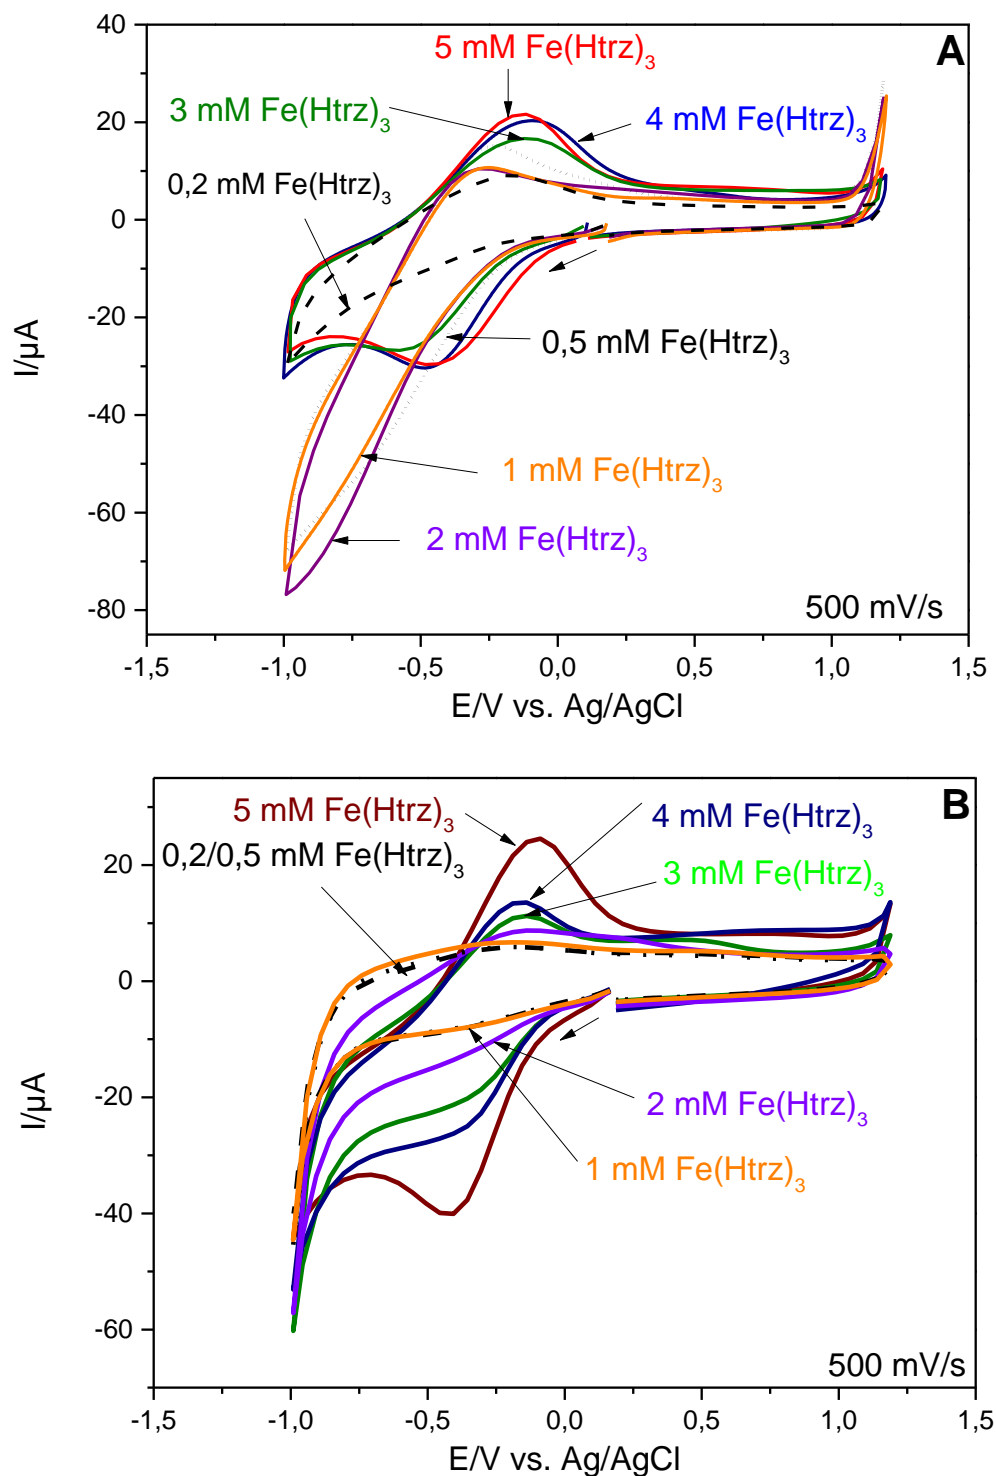 A
40
20
0
-20
-40
-60
-80
I/µA
5 mM Fe(Htrz)₃
3 mM Fe(Htrz)₃
4 mM Fe(Htrz)₃
0,2 mM Fe(Htrz)₃
0,5 mM Fe(Htrz)₃
1 mM Fe(Htrz)₃
2 mM Fe(Htrz)₃
500 mV/s
-1,5 -1,0 -0,5 0,0 0,5 1,0 1,5
E/V vs. Ag/AgCl
B
20
0
-20
-40
-60
I/µA
5 mM Fe(Htrz)₃
4 mM Fe(Htrz)₃
0,2/0,5 mM Fe(Htrz)₃
3 mM Fe(Htrz)₃
2 mM Fe(Htrz)₃
1 mM Fe(Htrz)₃
500 mV/s
-1,5 -1,0 -0,5 0,0 0,5 1,0 1,5
E/V vs. Ag/AgCl